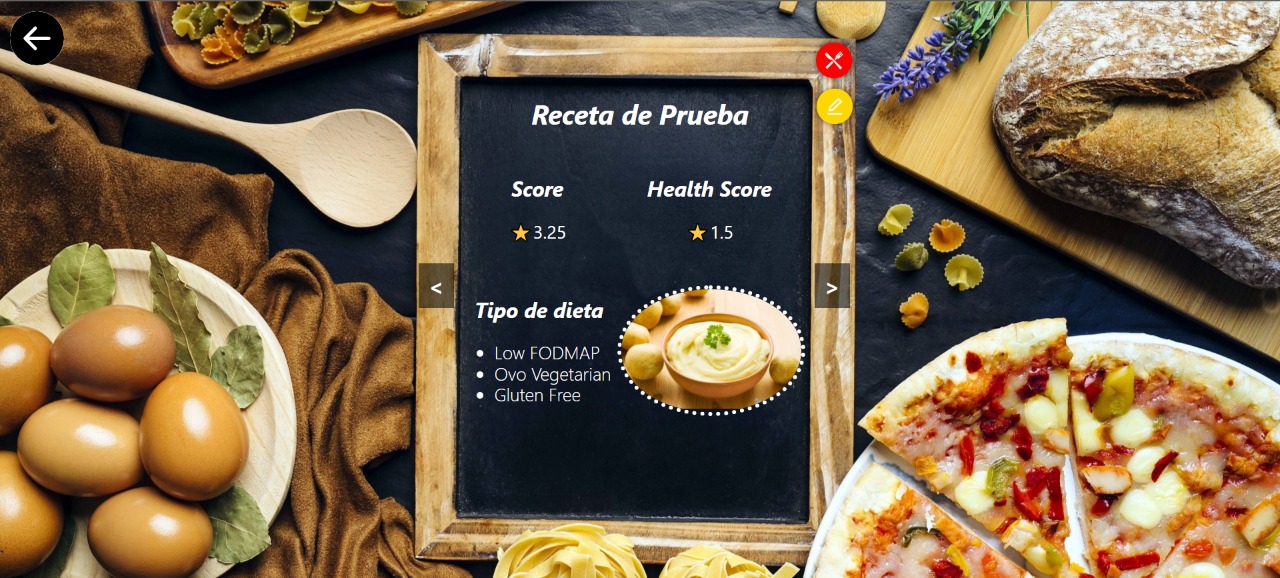 Receta de Prueba
Score
Health Score
3.25
1.5
<
>
Tipo de dieta
Low FODMAP
Ovo Vegetarian
Gluten Free